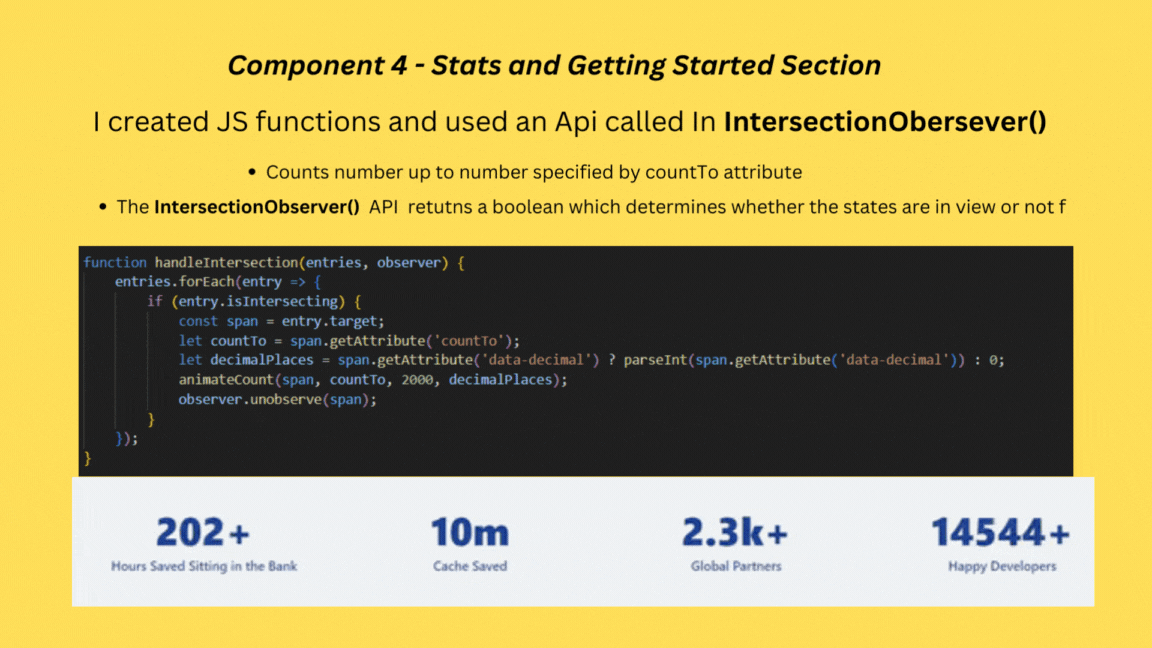 Component 4 - Stats and Getting Started Section
I created JS functions and used an Api called In IntersectionObersever()
• Counts number up to number specified by countTo attribute
• The IntersectionObserver() API retutns a boolean which determines whether the states are in view or not f
function handleIntersection(entries, observer) {
entries.forEach(entry => {
if (entry.isIntersecting) {
const span = entry.target;
let countTo = span.getAttribute('countTo');
let decimalPlaces = span.getAttribute('data-decimal') ? parseInt(span.getAttribute('data-decimal')) : 0;
animateCount(span, countTo, 2000, decimalPlaces);
observer.unobserve(span);
}
});
}
202+ 10m 2.3k+ 14544+
Hours Saved Sitting in the Bank Cache Saved Global Partners Happy Developers